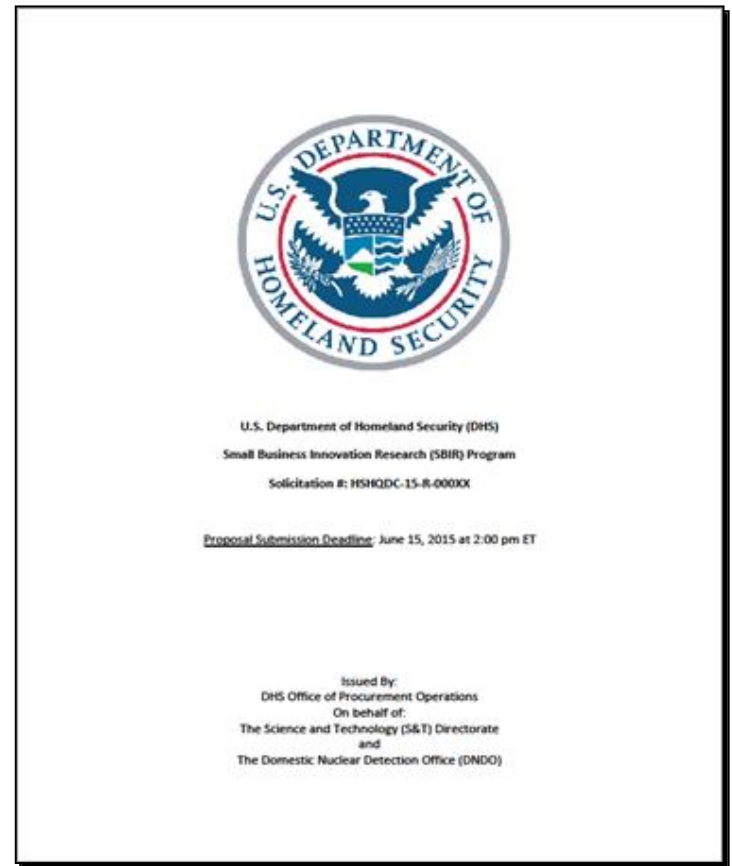 U.S. DEPARTMENT OF
HOMELAND SECURITY
U.S. Department of Homeland Security (DHS)
Small Business Innovation Research (SBIR) Program
Solicitation #: HSHQDC-15-R-000XX
Proposal Submission Deadline: June 15, 2015 at 2:00 pm ET
Issued By:
DHS Office of Procurement Operations
On behalf of:
The Science and Technology (S&T) Directorate
and
The Domestic Nuclear Detection Office (DNDO)